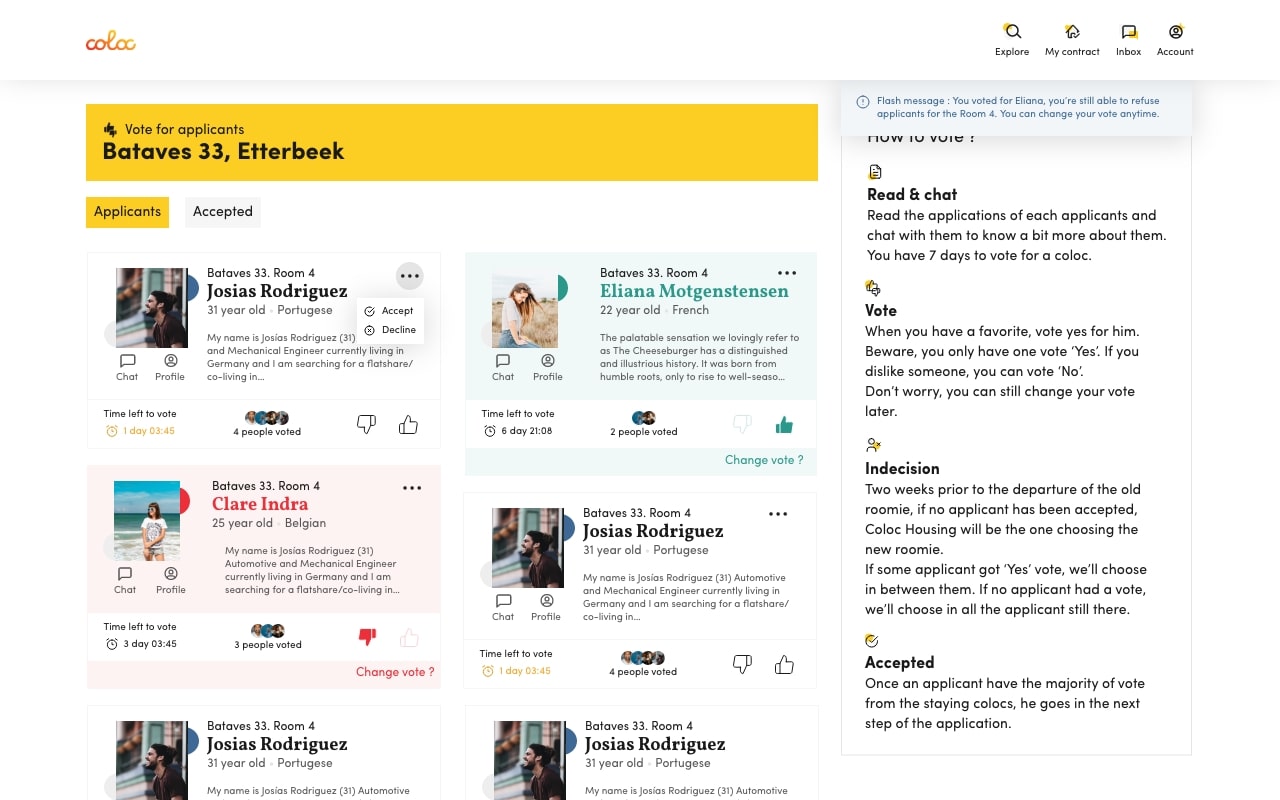 coloc
Explore
My contract
Inbox
Account
Flash message : You voted for Eliana, you're still able to refuse
applicants for the Room 4. You can change your vote anytime.
Vote for applicants
Bataves 33, Etterbeek
Applicants
Accepted
Bataves 33. Room 4
Josias Rodriguez
31 year old • Portugese
Accept
Decline
My name is Josías Rodriguez (31)
and Mechanical Engineer currently living in
Germany and I am searching for a flatshare/
co-living in...
Chat
Profile
Time left to vote
1 day 03:45
4 people voted
Bataves 33. Room 4
Eliana Motgenstensen
22 year old • French
The palatable sensation we lovingly refer to
as The Cheeseburger has a distinguished
and illustrious history. It was born from
humble roots, only to rise to well-seaso...
Chat
Profile
Time left to vote
6 day 21:08
2 people voted
Change vote ?
Bataves 33. Room 4
Clare Indra
25 year old • Belgian
My name is Josías Rodriguez (31)
Automotive and Mechanical Engineer
currently living in Germany and I am
searching for a flatshare/co-living in...
Chat
Profile
Time left to vote
3 day 03:45
3 people voted
Change vote ?
Bataves 33. Room 4
Josias Rodriguez
31 year old • Portugese
My name is Josías Rodriguez (31) Automotive
and Mechanical Engineer currently living in
Germany and I am searching for a flatshare/
co-living in...
Chat
Profile
Time left to vote
1 day 03:45
4 people voted
Bataves 33. Room 4
Josias Rodriguez
31 year old • Portugese
My name is Josías Rodriguez (31) Automotive
Bataves 33. Room 4
Josias Rodriguez
31 year old • Portugese
My name is Josías Rodriguez (31) Automotive
How to vote ?
Read & chat
Read the applications of each applicants and
chat with them to know a bit more about them.
You have 7 days to vote for a coloc.
Vote
When you have a favorite, vote yes for him.
Beware, you only have one vote ‘Yes’. If you
dislike someone, you can vote ‘No’.
Don’t worry, you can still change your vote
later.
Indecision
Two weeks prior to the departure of the old
roomie, if no applicant has been accepted,
Coloc Housing will be the one choosing the
new roomie.
If some applicant got ‘Yes’ vote, we’ll choose
in between them. If no applicant had a vote,
we’ll choose in all the applicant still there.
Accepted
Once an applicant have the majority of vote
from the staying colocs, he goes in the next
step of the application.